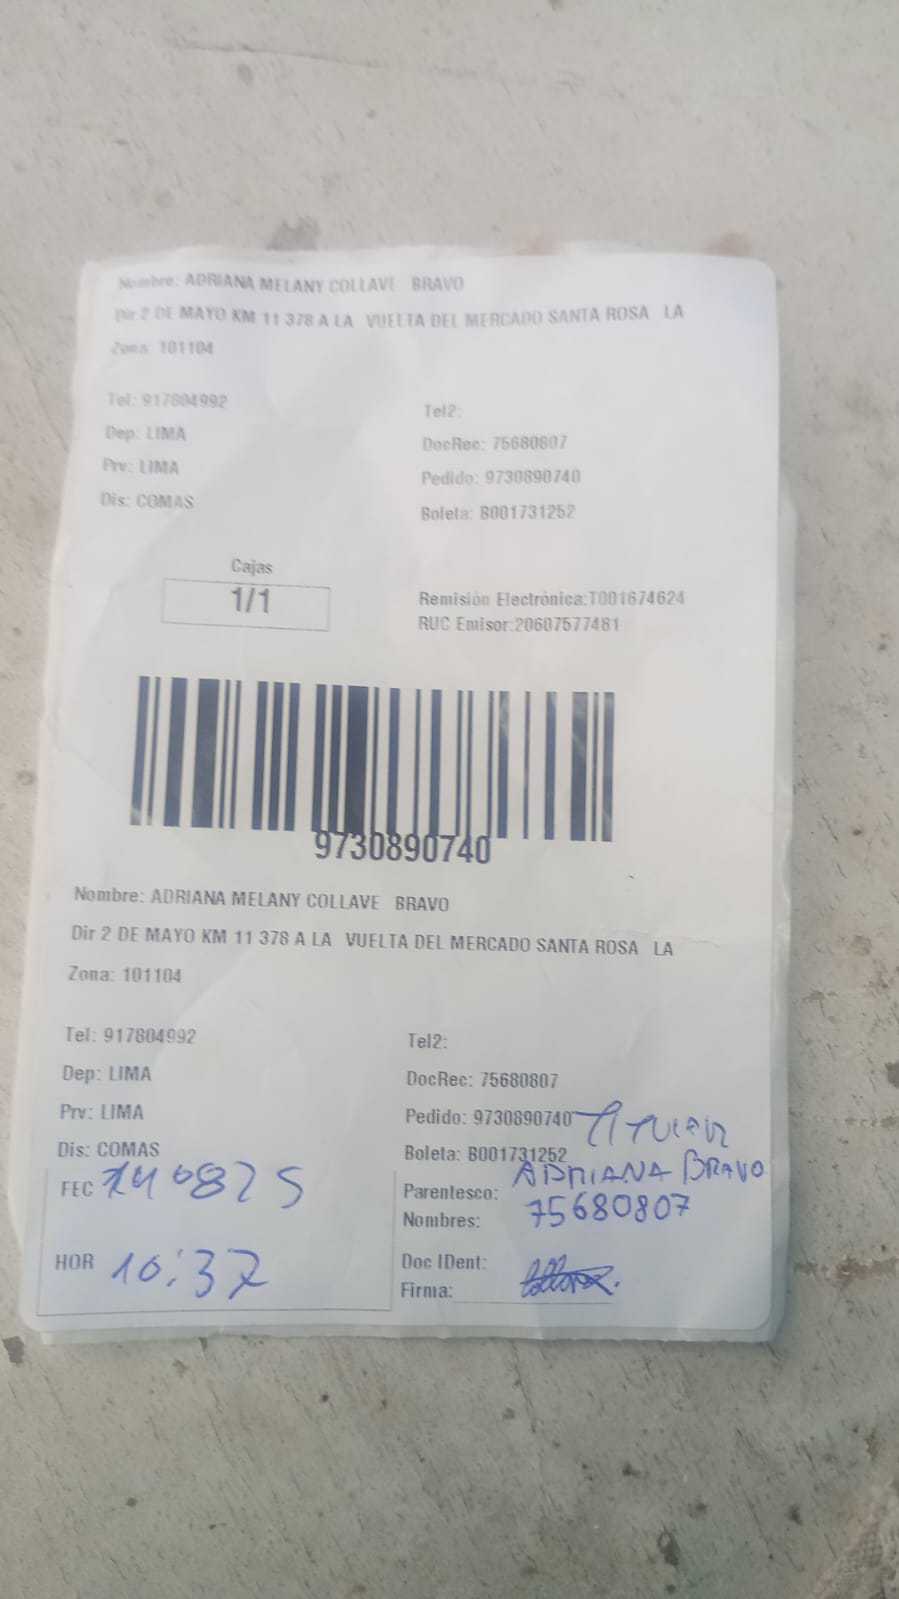 Nombre: ADRIANA MELANY COLLAVE BRAVO
Dir 2 DE MAYO KM 11 378 A LA VUELTA DEL MERCADO SANTA ROSA LA
Zona: 101104
Tel: 917804992
Tel2:
Dep: LIMA
DocRec: 75680807
Prv: LIMA
Pedido: 9730890740
Dis: COMAS
Boleta: B001731252
Cajas
1/1
Remisión Electrónica:T001674624
RUC Emisor:20607577481
9730890740
Nombre: ADRIANA MELANY COLLAVE BRAVO
Dir 2 DE MAYO KM 11 378 A LA VUELTA DEL MERCADO SANTA ROSA LA
Zona: 101104
Tel: 917804992
Tel2:
Dep: LIMA
DocRec: 75680807
Prv: LIMA
Pedido: 9730890740 TITULAR
Dis: COMAS
Boleta: B001731252
FEC 140825
Parentesco: ADRIANA BRAVO
Nombres: 75680807
HOR 10:37
Doc IDent:
Firma: